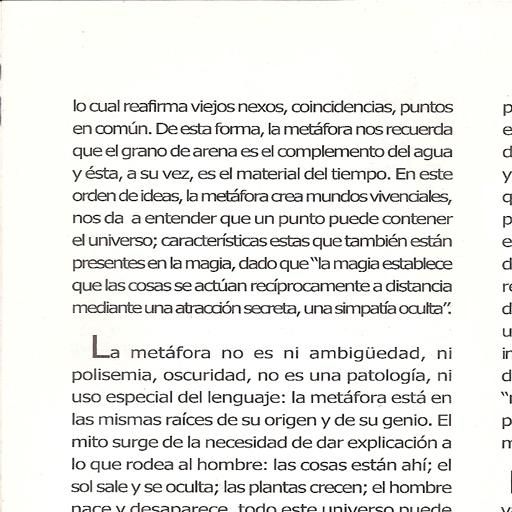 lo cual reafirma viejos nexos, coincidencias, puntos
en común. De esta forma, la metáfora nos recuerda
que el grano de arena es el complemento del agua
y ésta, a su vez, es el material del tiempo. En este
orden de ideas, la metáfora crea mundos vivenciales,
nos da a entender que un punto puede contener
el universo; características estas que también están
presentes en la magia, dado que “la magia establece
que las cosas se actúan recíprocamente a distancia
mediante una atracción secreta, una simpatía oculta”.
La metáfora no es ni ambigüedad, ni
polisemia, oscuridad, no es una patología, ni
uso especial del lenguaje: la metáfora está en
las mismas raíces de su origen y de su genio. El
mito surge de la necesidad de dar explicación a
lo que rodea al hombre: las cosas están ahí; el
sol sale y se oculta; las plantas crecen; el hombre
nace y desaparece, todo este universo puede